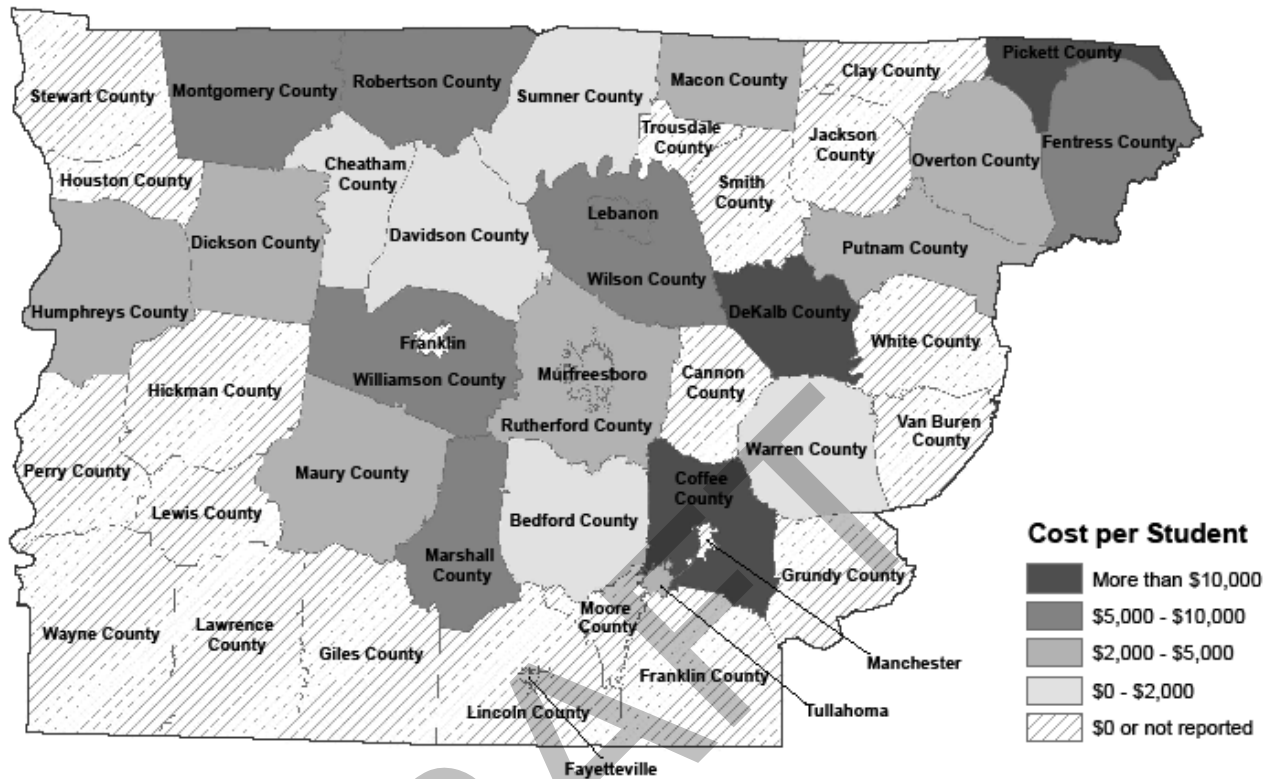 Pickett County
Clay County
Robertson County
Macon County
Montgomery County
Sumner County
Stewart County
Trousdale
County
Jackson
County
Fentress County
Overton County
Cheatham
County
Houston County
Smith
County
Lebanon
Davidson County
Dickson County
Putnam County
Wilson County
Humphreys County
DeKalb County
White County
Franklin
Williamson County
Murfreesboro
Cannon
County
Hickman County
Rutherford County
Van Buren
County
Warren County
Perry County
Maury County
Coffee
County
Lewis County
Bedford County
Marshall
County
Grundy County
Moore
County
Wayne County
Lawrence
County
Giles County
Franklin County
Manchester
Lincoln County
Tullahoma
Fayetteville
Cost per Student
More than $10,000
$5,000 - $10,000
$2,000 - $5,000
$0 - $2,000
$0 or not reported
DRAFT